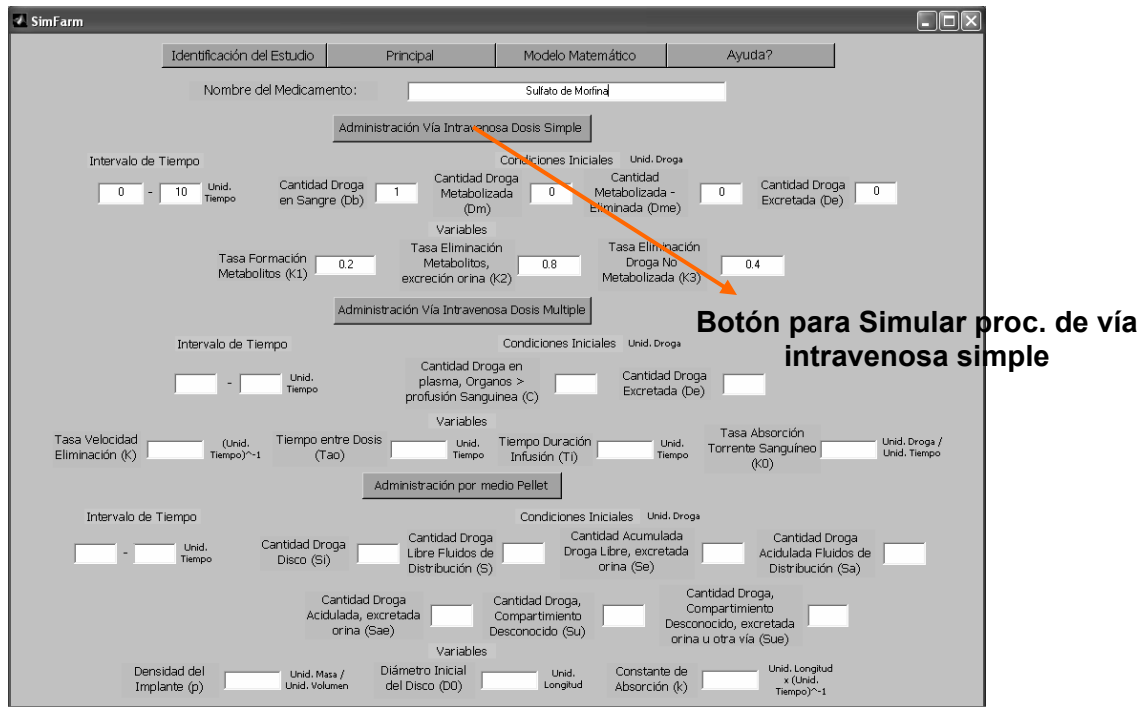 SimFarm
Identificación del Estudio Principal Modelo Matemático Ayuda?
Nombre del Medicamento: Sulfato de Morfina
Administración Vía Intravenosa Dosis Simple
Intervalo de Tiempo
0 - 10 Unid.
Tiempo
Condiciones Iniciales Unid. Droga
Cantidad Droga
en Sangre (Db) 1
Cantidad Droga
Metabolizada
(Dm) 0
Cantidad
Metabolizada -
Eliminada (Dme) 0
Cantidad Droga
Excretada (De) 0
Variables
Tasa Formación
Metabolitos (K1) 0.2
Tasa Eliminación
Metabolitos,
excreción orina (K2) 0.8
Tasa Eliminación
Droga No
Metabolizada (K3) 0.4
Botón para Simular proc. de vía
intravenosa simple
Administración Vía Intravenosa Dosis Multiple
Intervalo de Tiempo
- Unid.
Tiempo
Condiciones Iniciales Unid. Droga
Cantidad Droga en
plasma, Organos >
profusión Sanguinea (C)
Cantidad Droga
Excretada (De)
Variables
Tasa Velocidad
Eliminación (K)
(Unid.
Tiempo)^-1
Tiempo entre Dosis
(Tao)
Unid.
Tiempo
Tiempo Duración
Infusión (Ti)
Unid.
Tiempo
Tasa Absorción
Torrente Sanguíneo
(K0)
Unid. Droga /
Unid. Tiempo
Administración por medio Pellet
Intervalo de Tiempo
- Unid.
Tiempo
Condiciones Iniciales Unid. Droga
Cantidad Droga
Disco (Si)
Cantidad Droga
Libre Fluidos de
Distribución (S)
Cantidad Acumulada
Droga Libre, excretada
orina (Se)
Cantidad Droga
Acidulada Fluidos de
Distribución (Sa)
Cantidad Droga
Acidulada, excretada
orina (Sae)
Cantidad Droga,
Compartimiento
Desconocido (Su)
Cantidad Droga,
Compartimiento
Desconocido, excretada
orina u otra vía (Sue)
Variables
Densidad del
Implante (p)
Unid. Masa /
Unid. Volumen
Diámetro Inicial
del Disco (D0)
Unid.
Longitud
Constante de
Absorción (k)
Unid. Longitud
x (Unid.
Tiempo)^-1